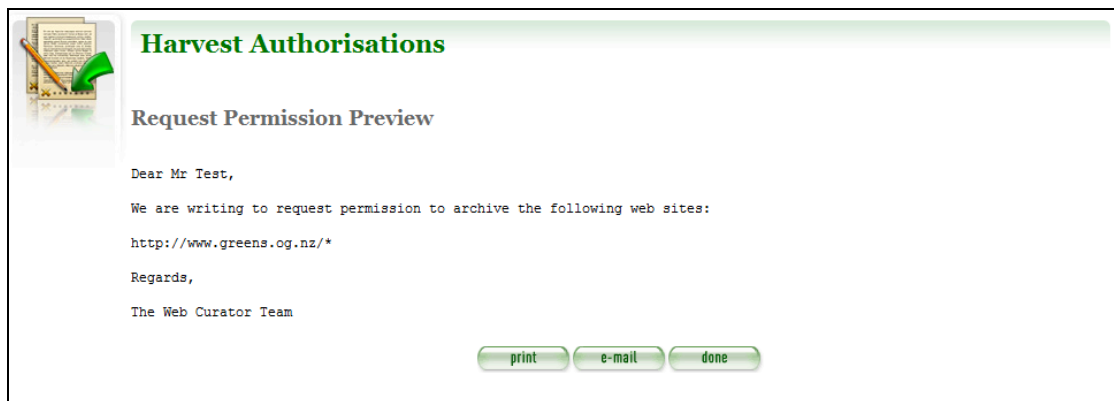 Harvest Authorisations
Request Permission Preview
Dear Mr Test,
We are writing to request permission to archive the following web sites:
http://www.greens.og.nz/*
Regards,
The Web Curator Team
print
e-mail
done